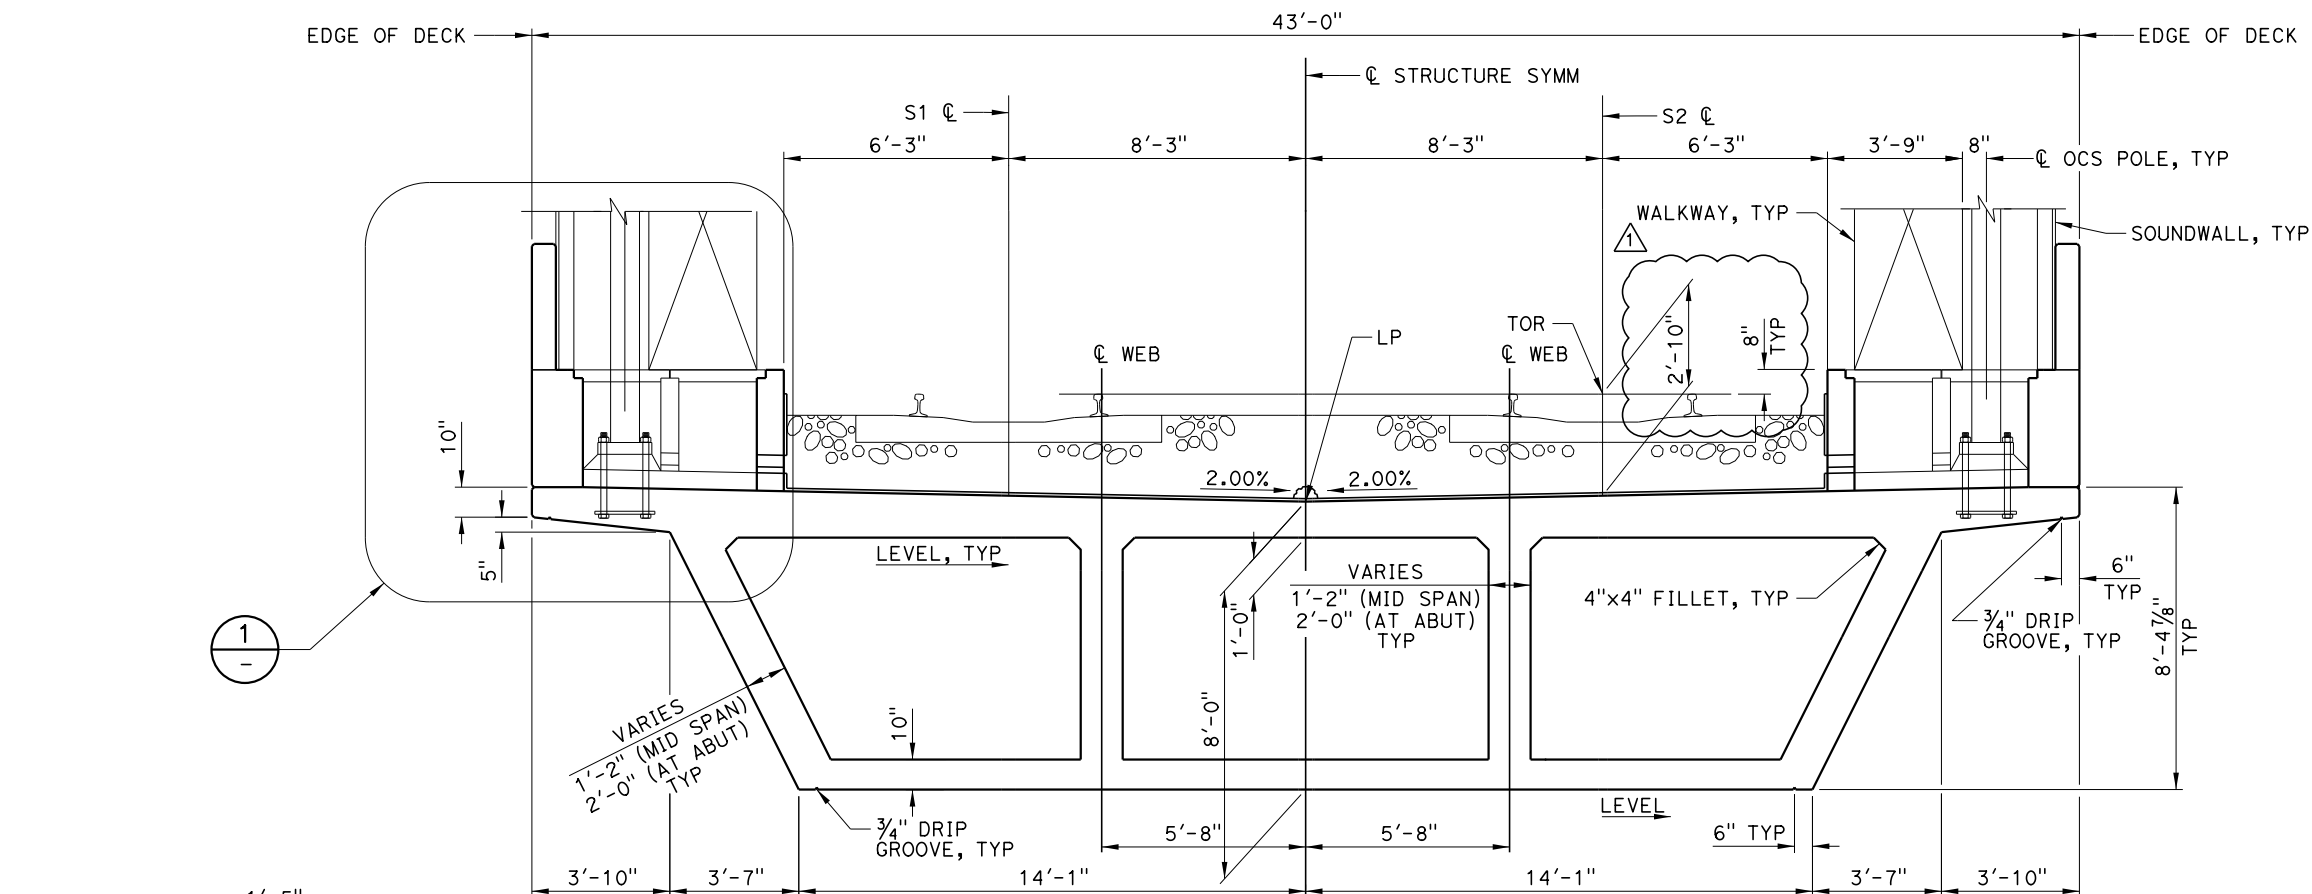 43'-0"
EDGE OF DECK
EDGE OF DECK
℄ STRUCTURE SYMM
S1 ℄
S2 ℄
6'-3"
8'-3"
8'-3"
6'-3"
3'-9"
8"
℄ OCS POLE, TYP
WALKWAY, TYP
1
SOUNDWALL, TYP
TOR
LP
2'-10"
8"
TYP
℄ WEB
℄ WEB
10"
2.00%
2.00%
5"
LEVEL, TYP
VARIES
1'-2" (MID SPAN)
2'-0" (AT ABUT)
TYP
1'-0"
4"x4" FILLET, TYP
6"
TYP
¾" DRIP
GROOVE, TYP
8'-4⅞"
TYP
1
-
VARIES
1'-2" (MID SPAN)
2'-0" (AT ABUT)
TYP
10"
8'-0"
LEVEL
¾" DRIP
GROOVE, TYP
5'-8"
5'-8"
6" TYP
3'-10"
3'-7"
14'-1"
14'-1"
3'-7"
3'-10"